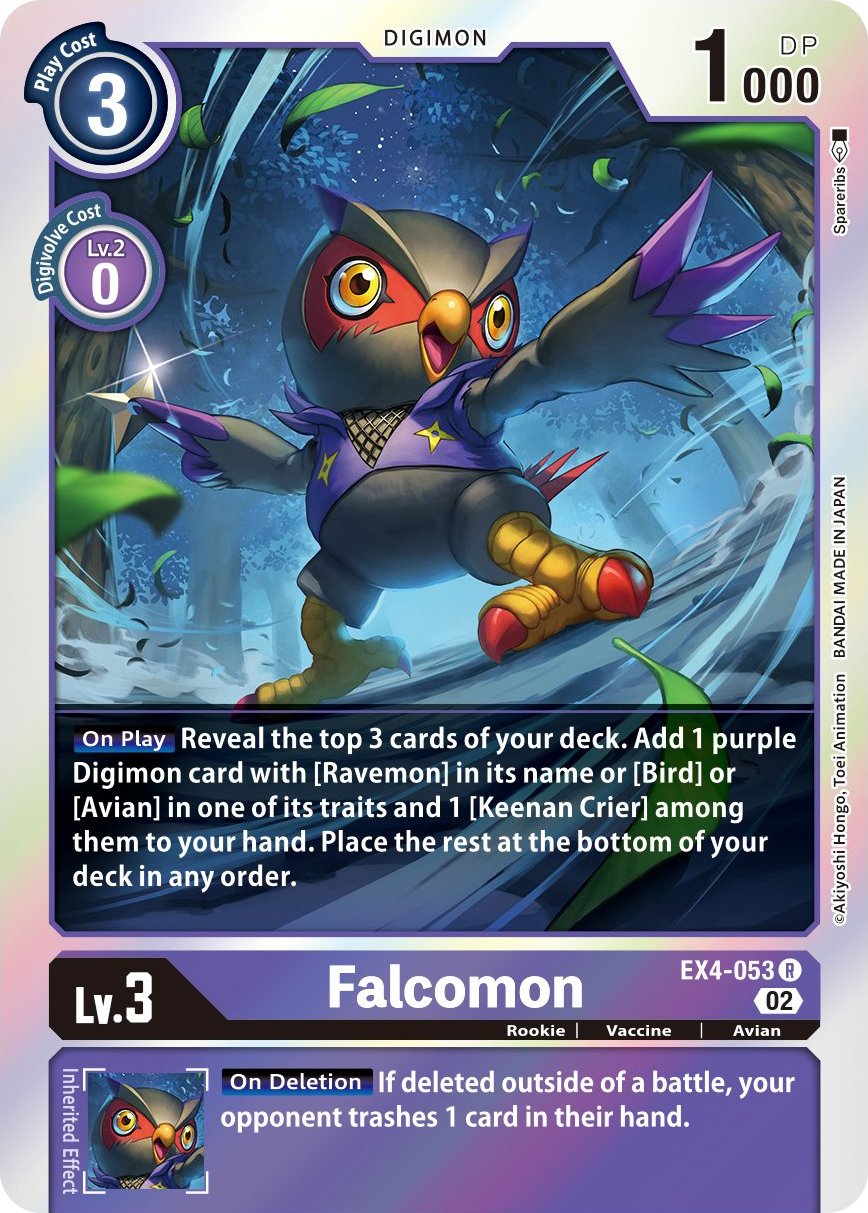 DIGIMON
Play Cost
3
DP
1000
Digivolve Cost
Lv.2
0
Spareribs
BANDAI MADE IN JAPAN
©Akiyoshi Hongo, Toei Animation
On Play Reveal the top 3 cards of your deck. Add 1 purple
Digimon card with [Ravemon] in its name or [Bird] or
[Avian] in one of its traits and 1 [Keenan Crier] among
them to your hand. Place the rest at the bottom of your
deck in any order.
Lv.3
Falcomon
EX4-053 R
02
Rookie | Vaccine | Avian
Inherited Effect
On Deletion If deleted outside of a battle, your
opponent trashes 1 card in their hand.